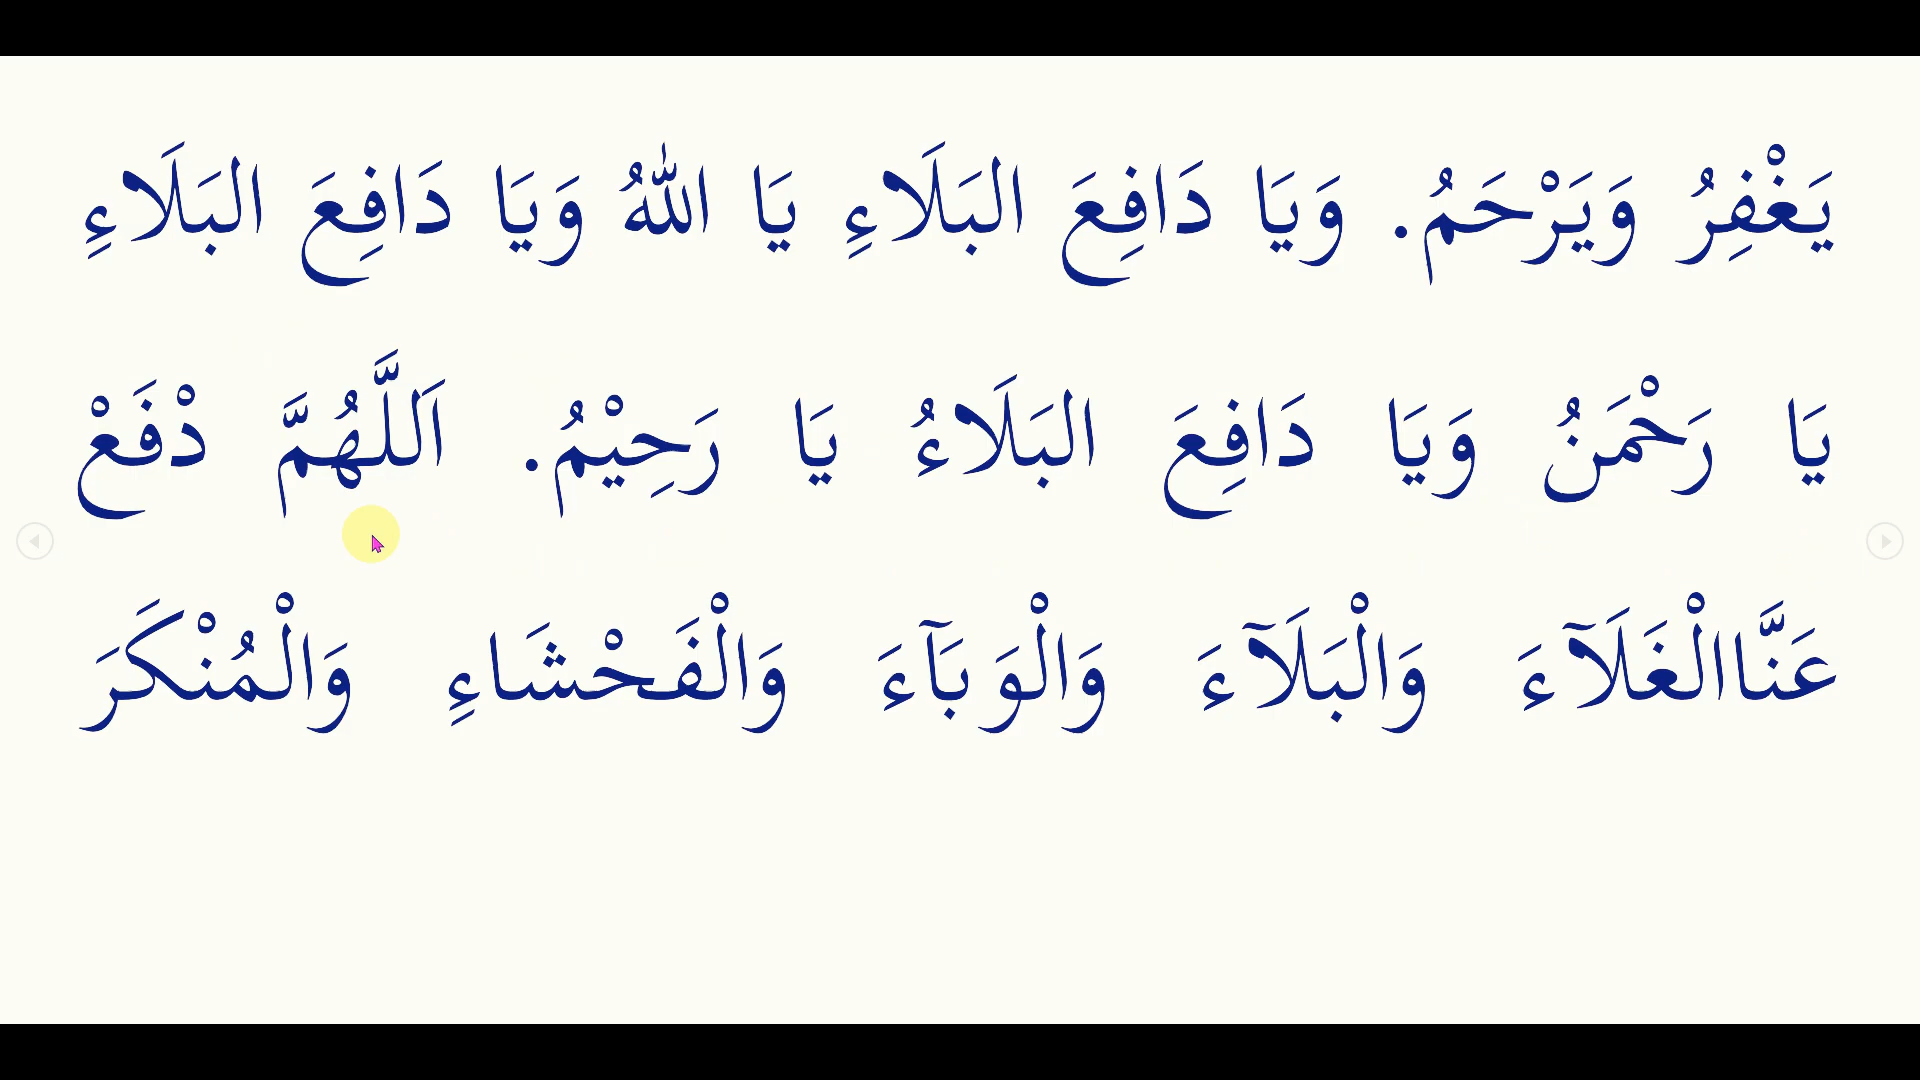 يَغْفِرُ وَيَرْحَمُ. وَيَا دَافِعَ البَلَاءِ يَا اللهُ وَيَا دَافِعَ البَلَاءِ
يَا رَحْمَنُ وَيَا دَافِعَ البَلَاءُ يَا رَحِيْمُ. اَللَّهُمَّ دْفَعْ
عَنَّاالْغَلَآءَ وَالْبَلَآءَ وَالْوَبَآءَ وَالْفَحْشَاءِ وَالْمُنْكَرَ